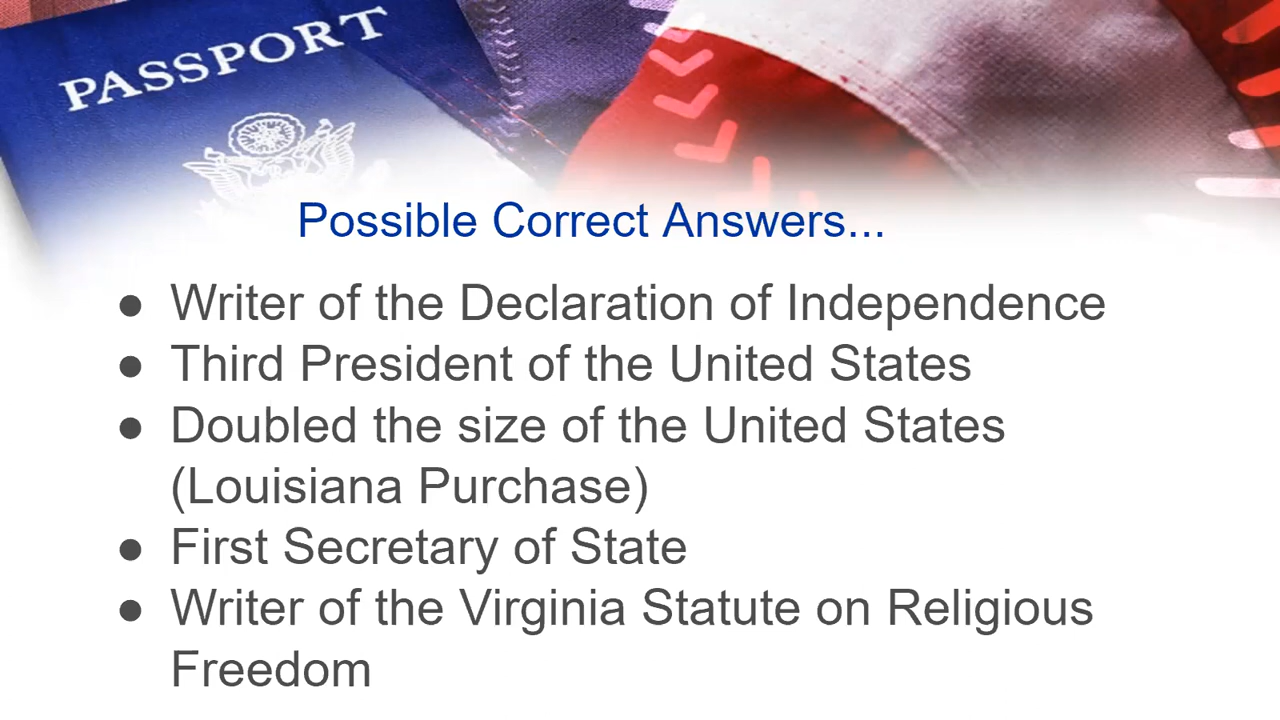 PASSPORT
Possible Correct Answers...
● Writer of the Declaration of Independence
● Third President of the United States
● Doubled the size of the United States
(Louisiana Purchase)
● First Secretary of State
● Writer of the Virginia Statute on Religious
Freedom